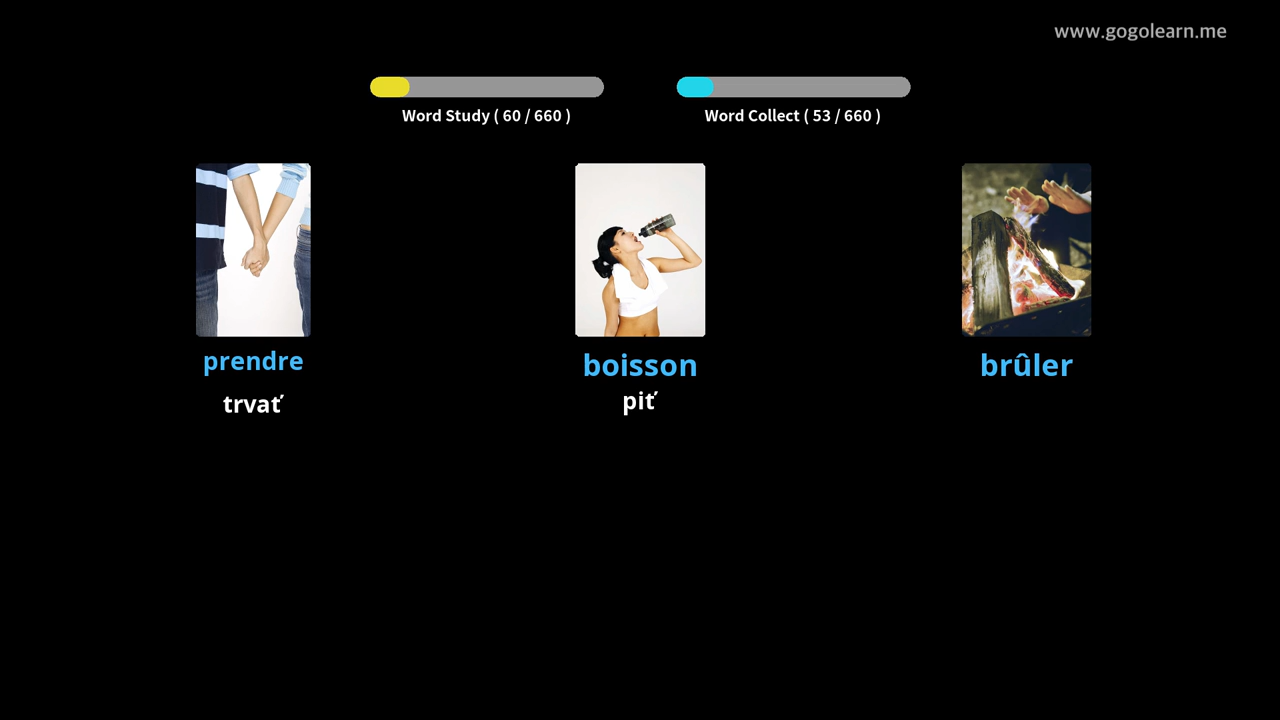 www.gogolearn.me
Word Study ( 60 / 660 )
Word Collect ( 53 / 660 )
prendre
trvať
boisson
piť
brûler